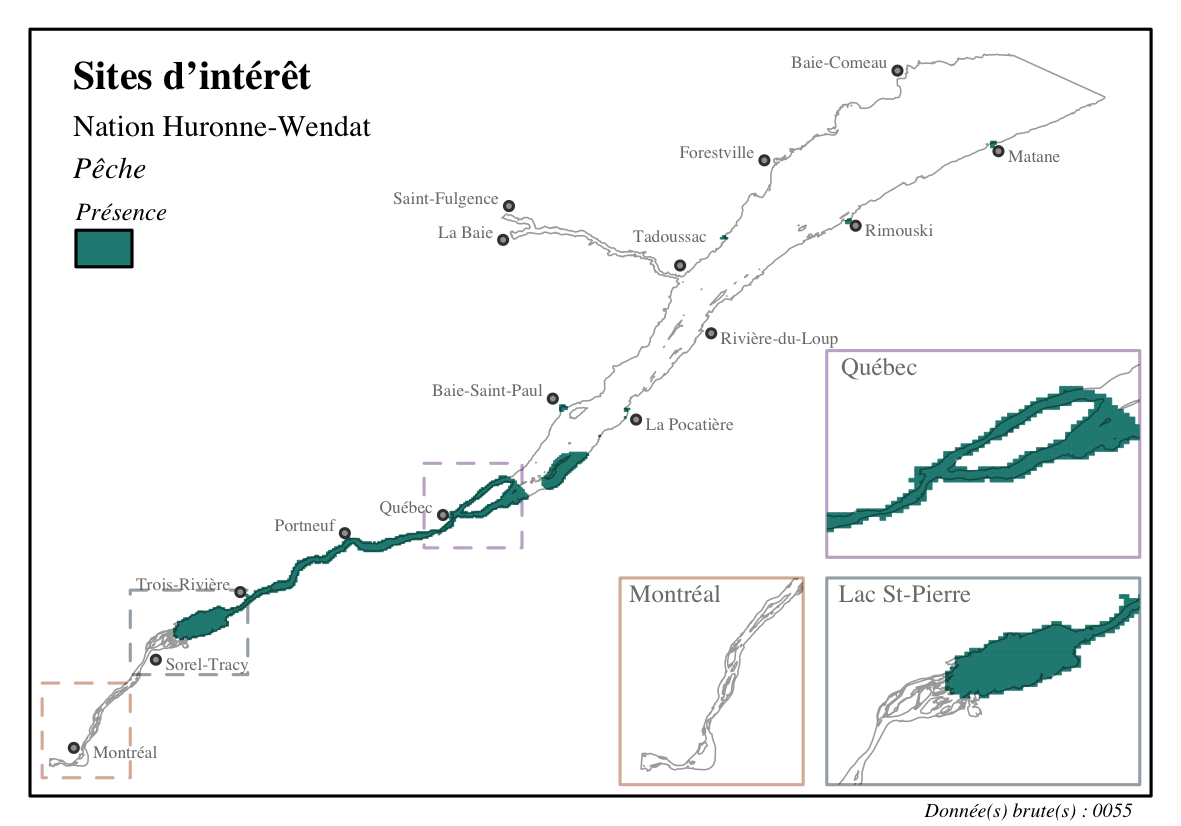 Sites d’intérêt
Nation Huronne-Wendat
Pêche
Présence
Baie-Comeau
Forestville
Matane
Saint-Fulgence
La Baie
Tadoussac
Rimouski
Rivière-du-Loup
Baie-Saint-Paul
La Pocatière
Québec
Portneuf
Trois-Rivière
Sorel-Tracy
Montréal
Québec
Montréal
Lac St-Pierre
Donnée(s) brute(s) : 0055